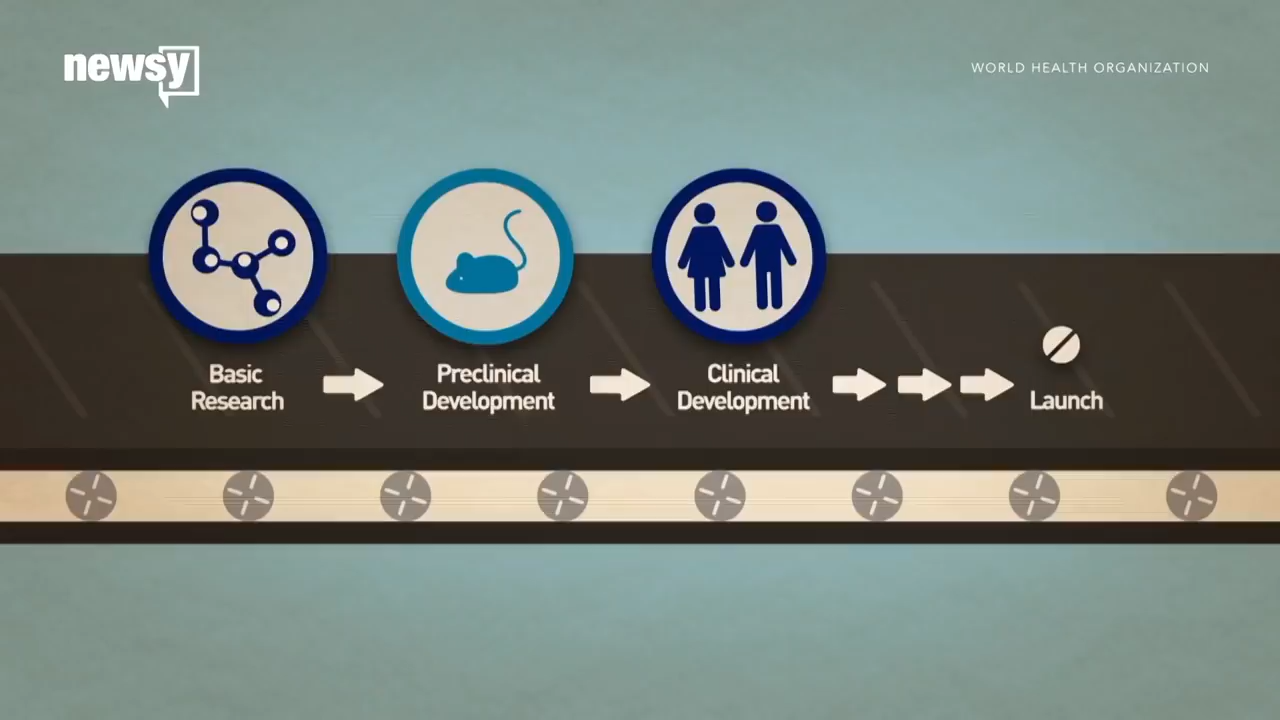 newsy
WORLD HEALTH ORGANIZATION
Basic
Research
Preclinical
Development
Clinical
Development
Launch